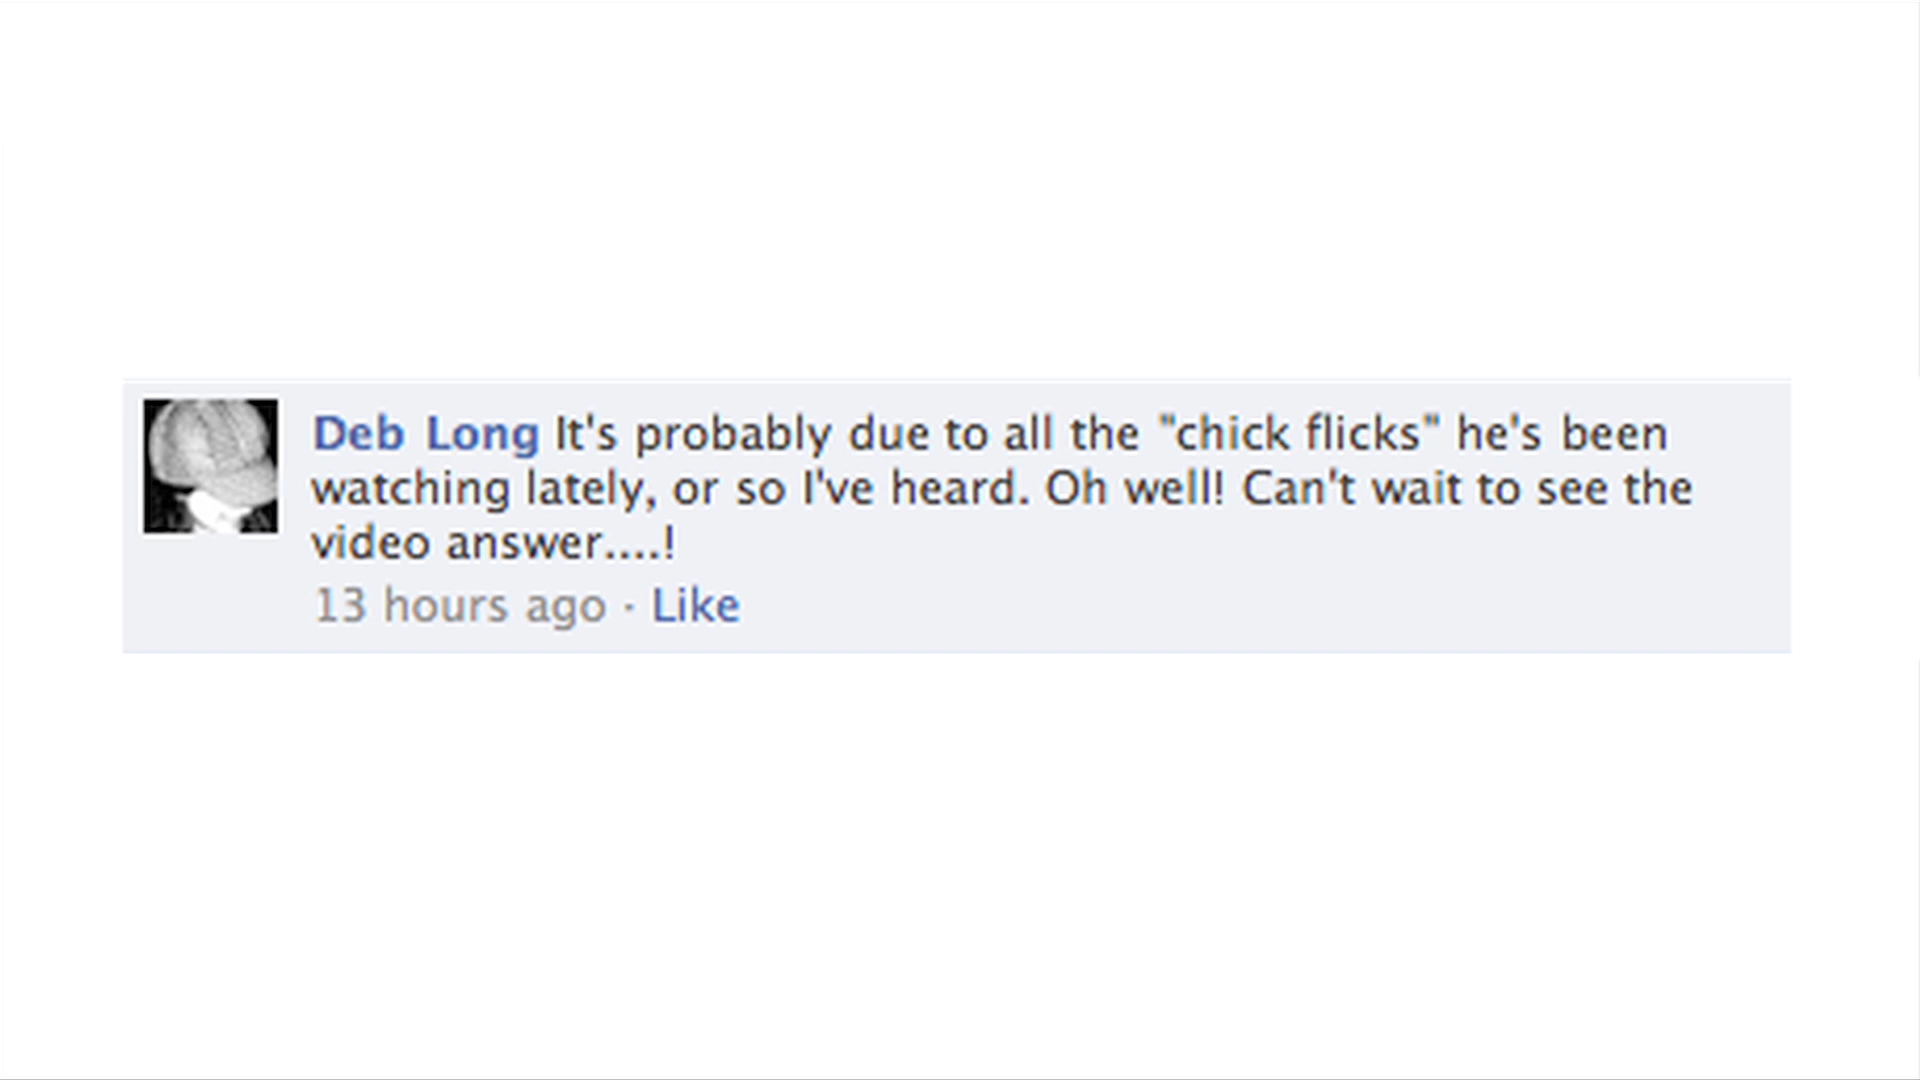 Deb Long It's probably due to all the "chick flicks" he's been
watching lately, or so I've heard. Oh well! Can't wait to see the
video answer....!
13 hours ago · Like